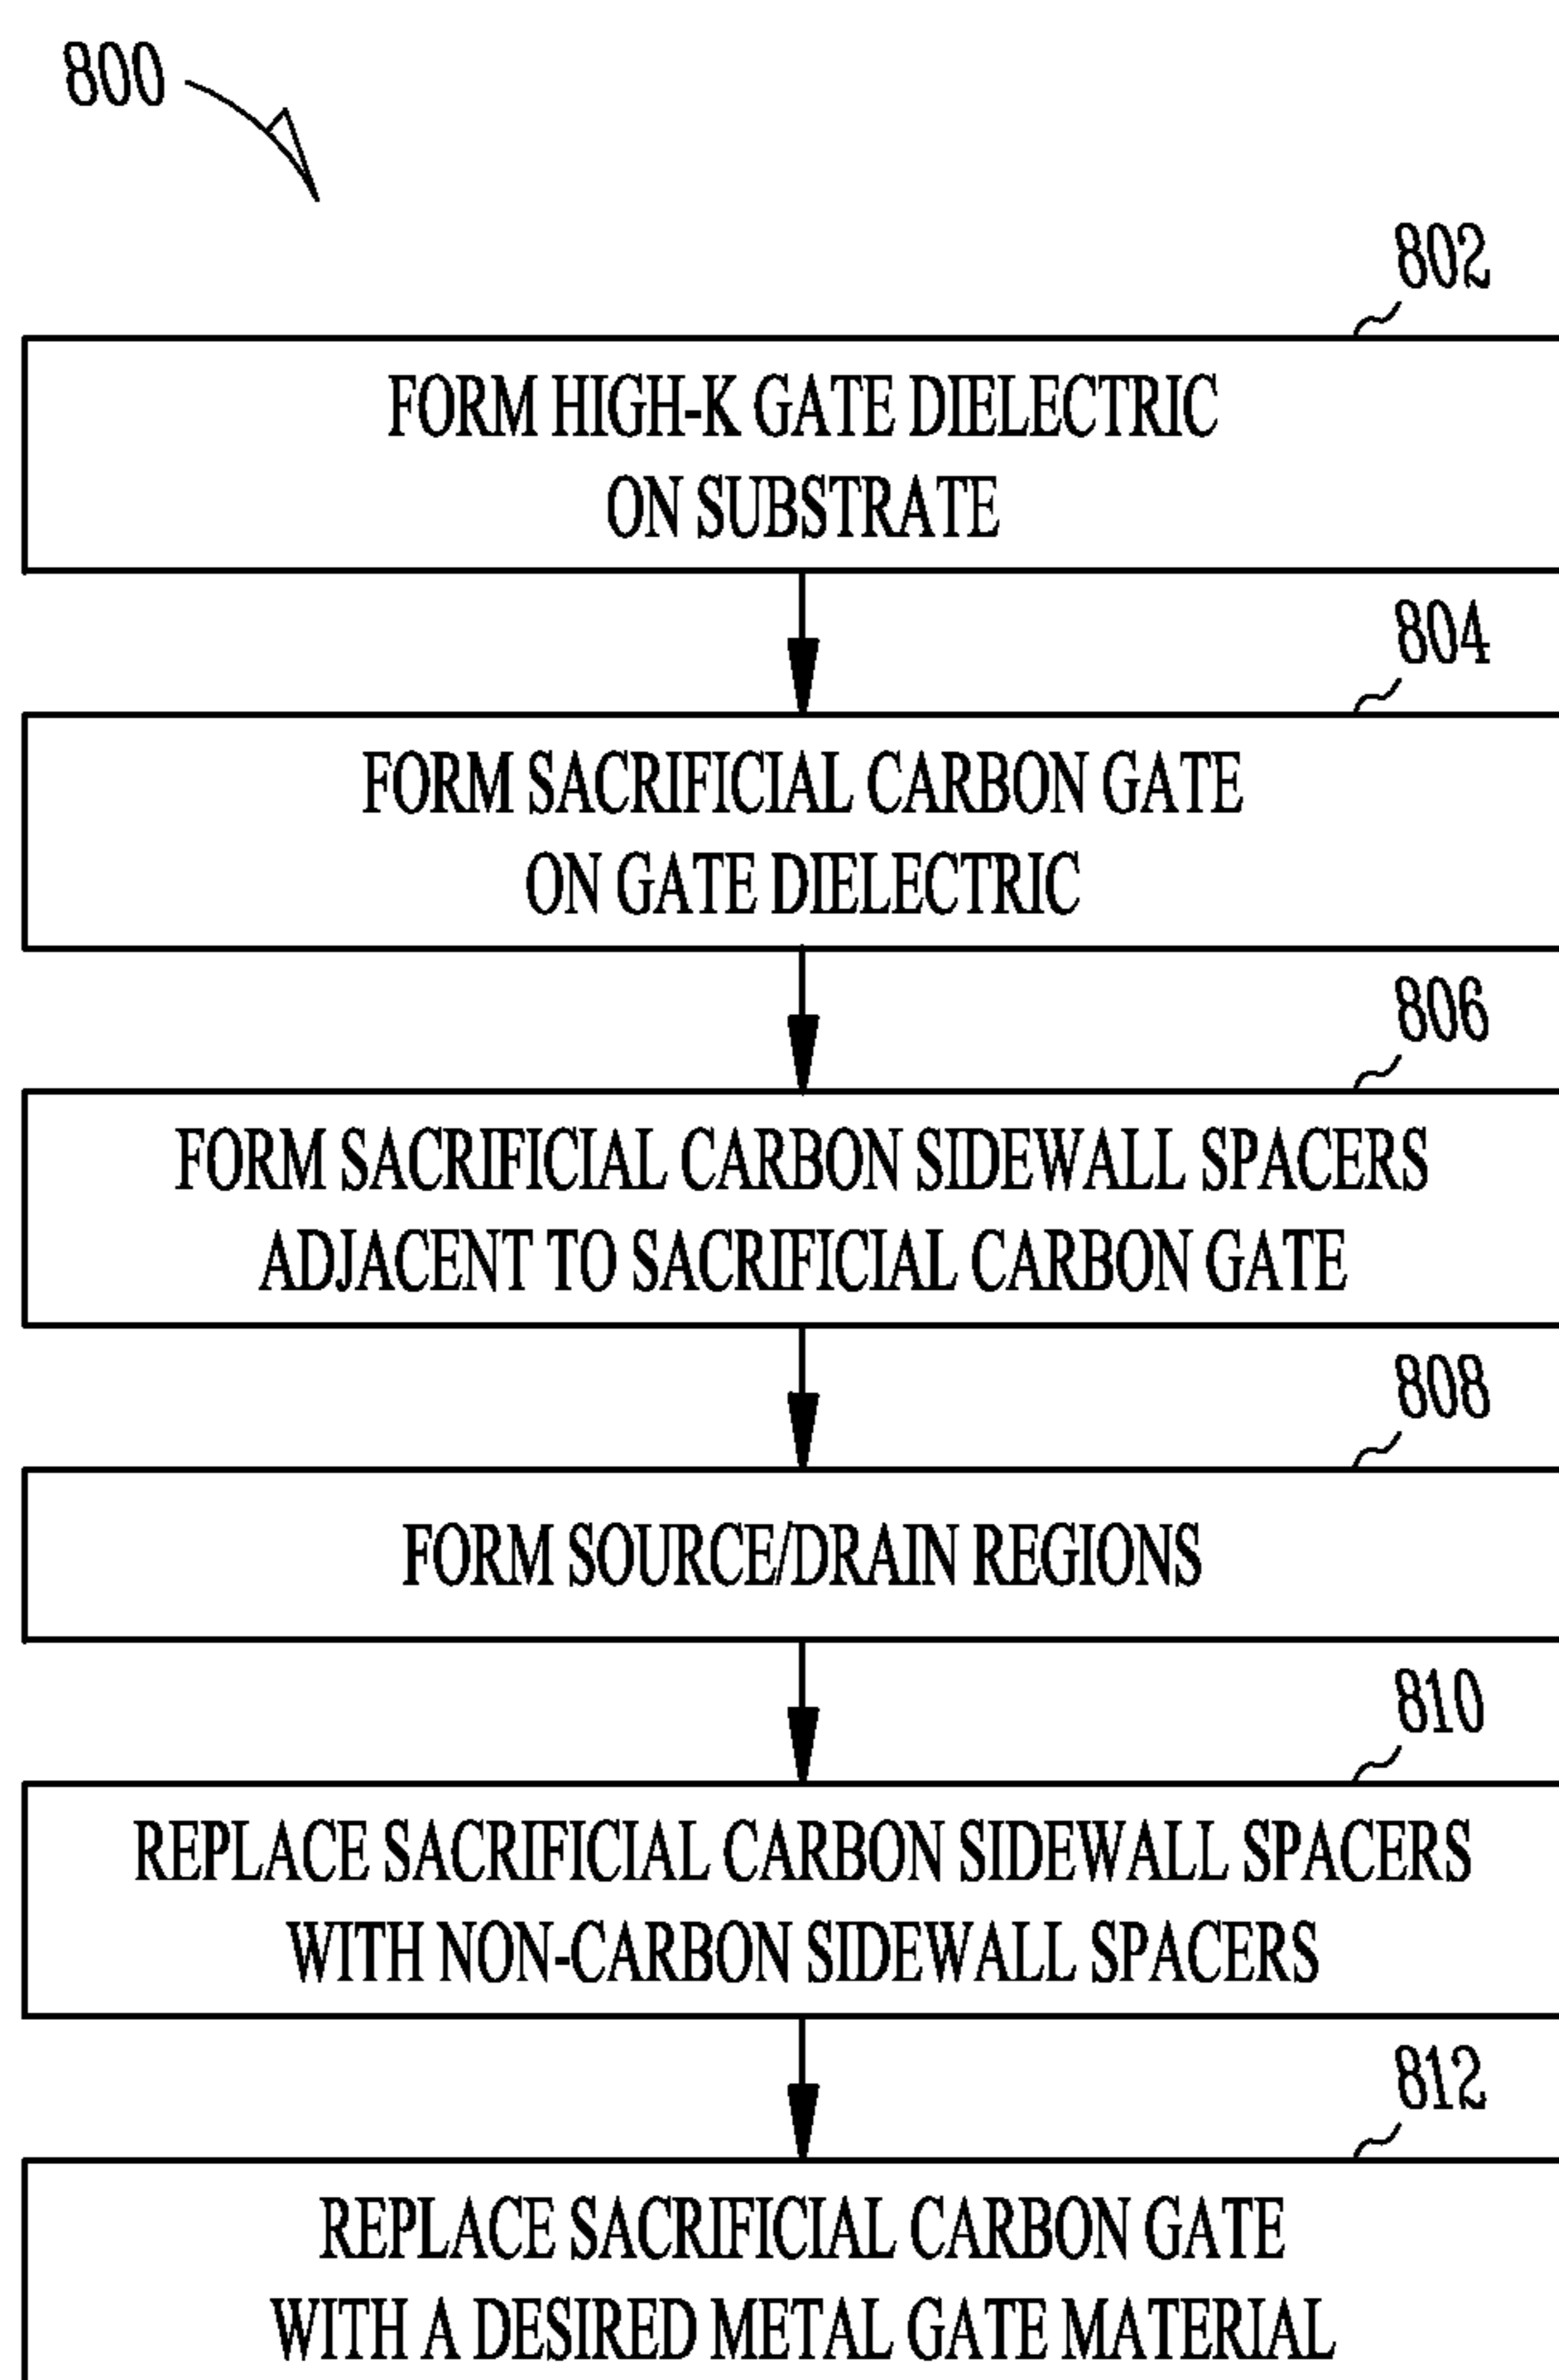 800
802
FORM HIGH-K GATE DIELECTRIC
ON SUBSTRATE
804
FORM SACRIFICIAL CARBON GATE
ON GATE DIELECTRIC
806
FORM SACRIFICIAL CARBON SIDEWALL SPACERS
ADJACENT TO SACRIFICIAL CARBON GATE
808
FORM SOURCE/DRAIN REGIONS
810
REPLACE SACRIFICIAL CARBON SIDEWALL SPACERS
WITH NON-CARBON SIDEWALL SPACERS
812
REPLACE SACRIFICIAL CARBON GATE
WITH A DESIRED METAL GATE MATERIAL